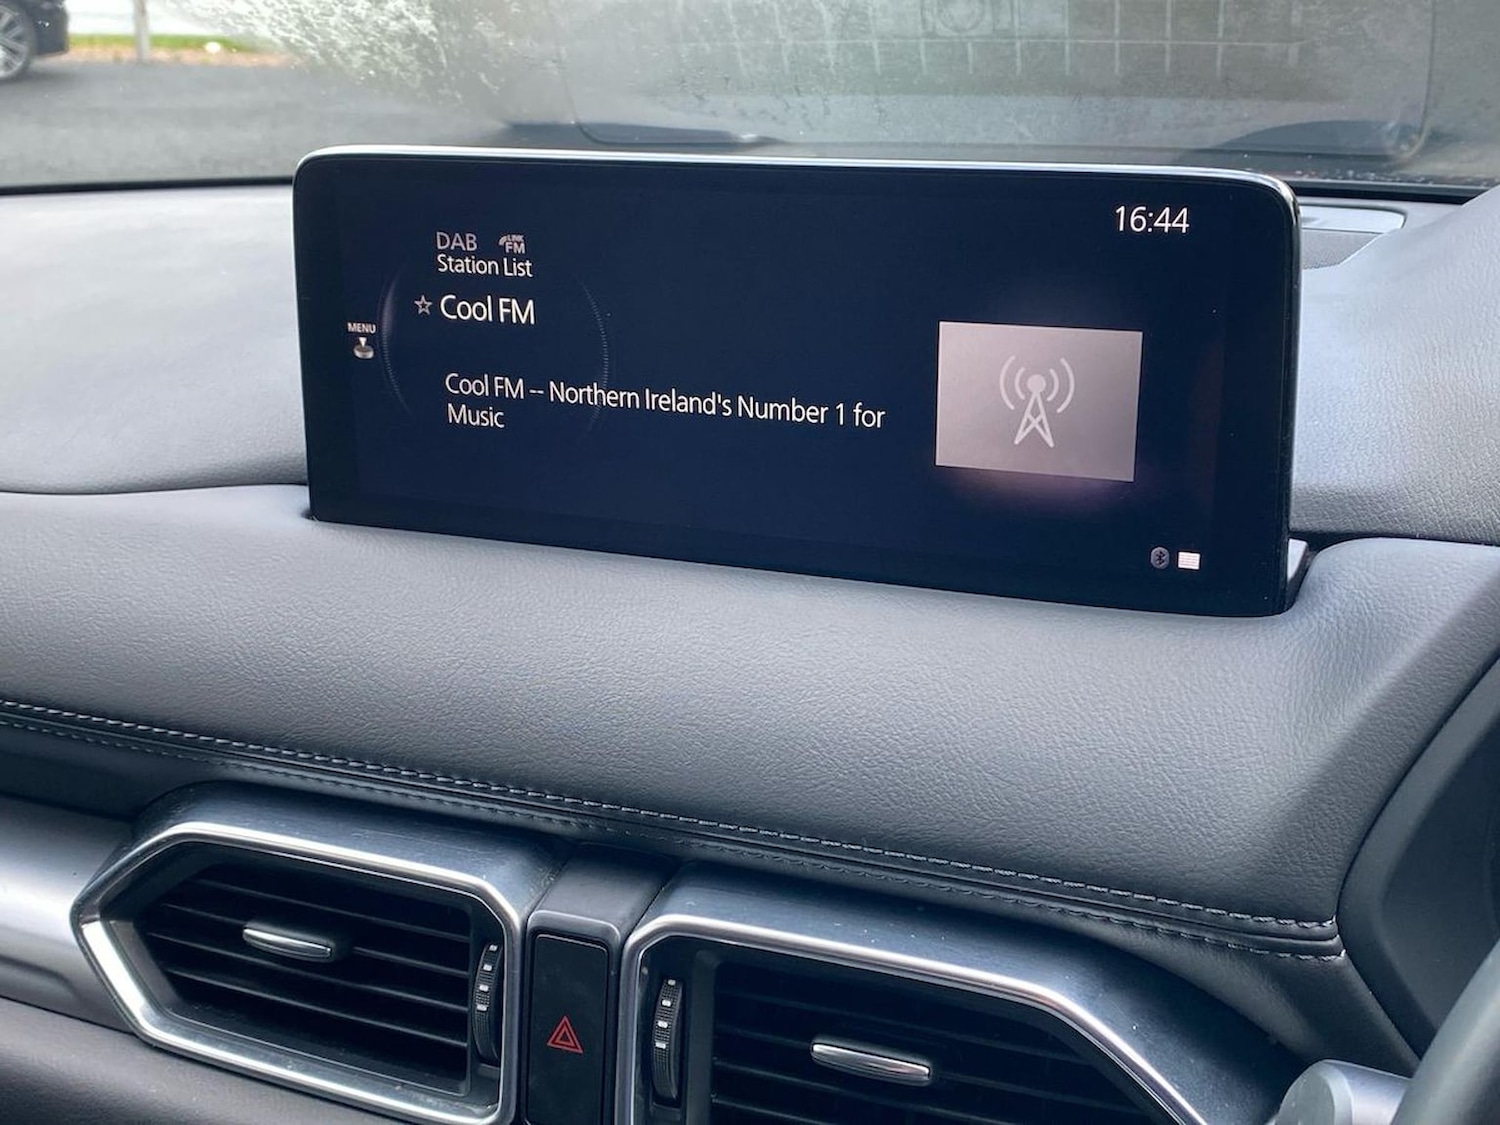 16:44
DAB LINK FM
Station List
☆ Cool FM
MENU
Cool FM -- Northern Ireland's Number 1 for
Music